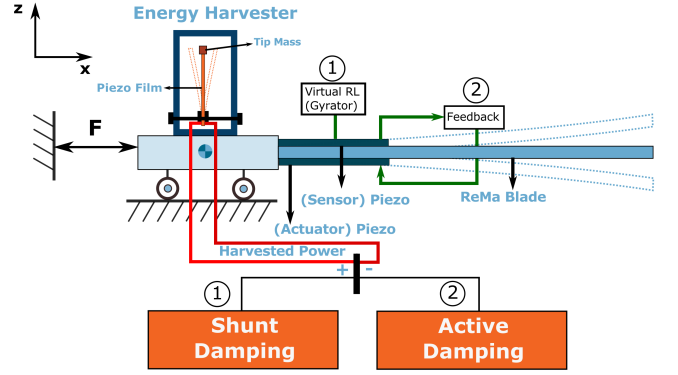 z
Energy Harvester
Tip Mass
x
Piezo Film
1
Virtual RL
(Gyrator)
2
Feedback
F
(Sensor) Piezo
ReMa Blade
(Actuator) Piezo
Harvested Power
+ -
1
2
Shunt
Damping
Active
Damping